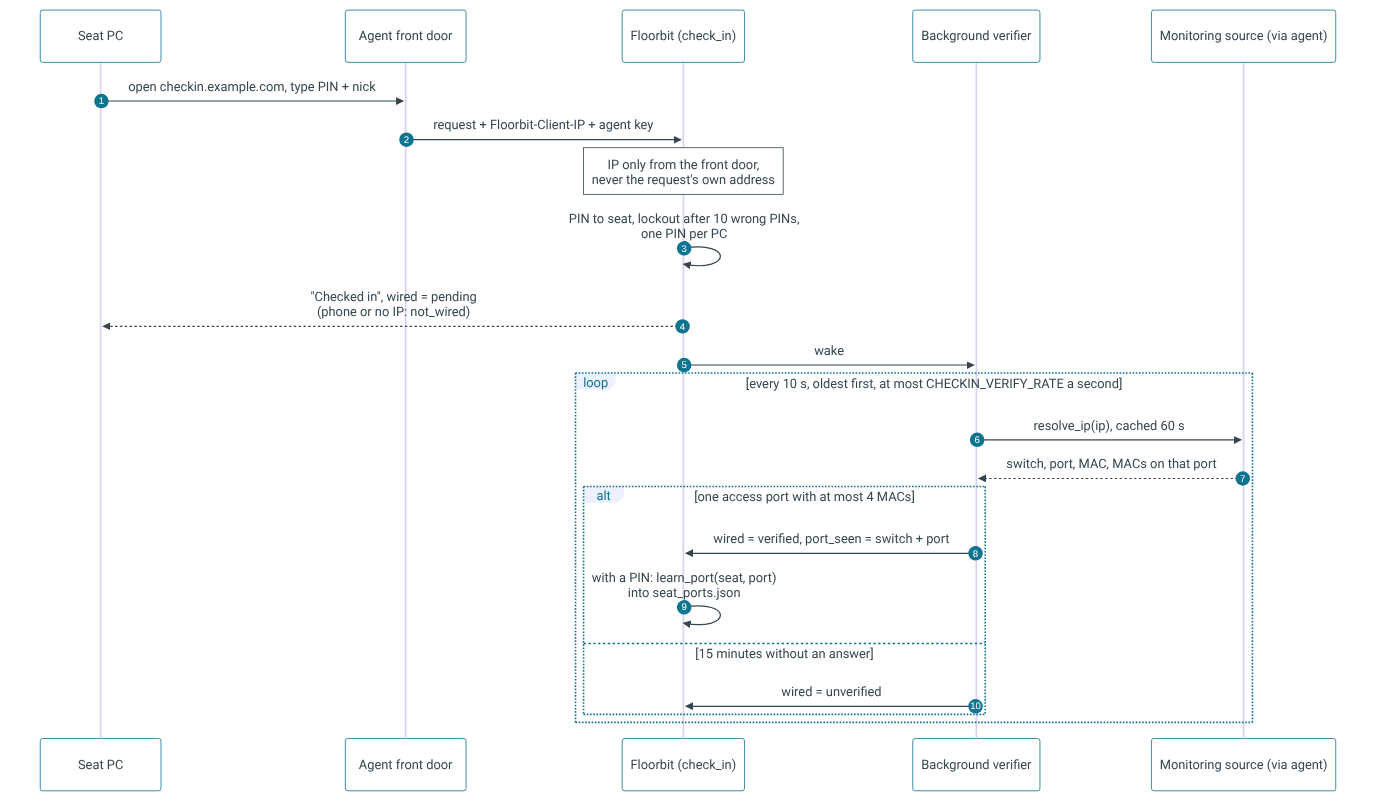 Seat PC
Agent front door
Floorbit (check_in)
Background verifier
Monitoring source (via agent)
open checkin.example.com, type PIN + nick
1
request + Floorbit-Client-IP + agent key
2
IP only from the front door,
never the request's own address
PIN to seat, lockout after 10 wrong PINs,
one PIN per PC
3
"Checked in", wired = pending
(phone or no IP: not_wired)
4
wake
5
loop
[every 10 s, oldest first, at most CHECKIN_VERIFY_RATE a second]
resolve_ip(ip), cached 60 s
6
switch, port, MAC, MACs on that port
7
alt
[one access port with at most 4 MACs]
wired = verified, port_seen = switch + port
8
with a PIN: learn_port(seat, port)
into seat_ports.json
9
[15 minutes without an answer]
wired = unverified
10
Seat PC
Agent front door
Floorbit (check_in)
Background verifier
Monitoring source (via agent)